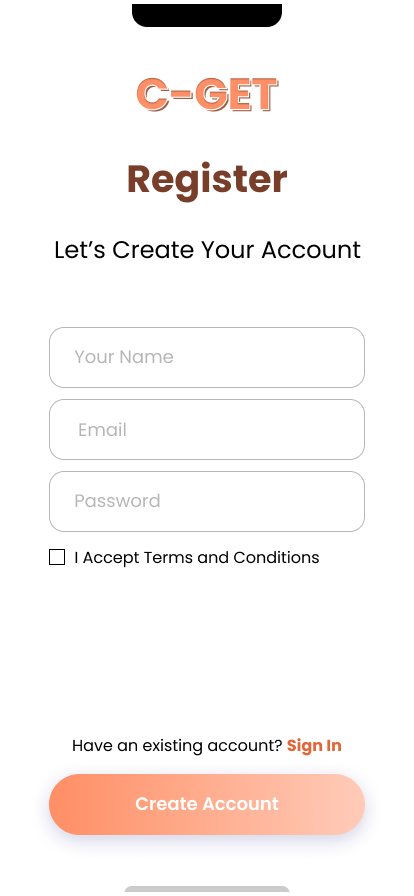 C-GET
Register
Let’s Create Your Account
Your Name
Email
Password
I Accept Terms and Conditions
Have an existing account? Sign In
Create Account